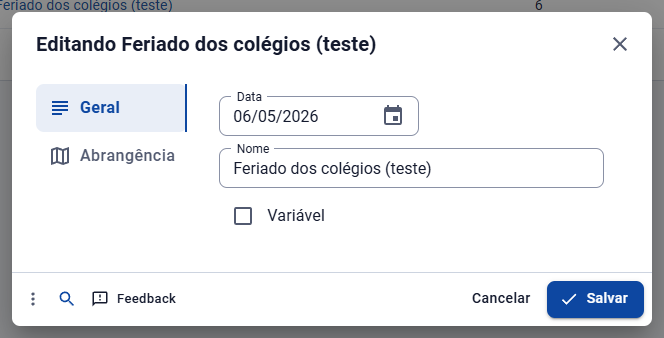 Feriado dos colégios (teste)
6
Editando Feriado dos colégios (teste)
Geral
Abrangência
Data
06/05/2026
Nome
Feriado dos colégios (teste)
Variável
Feedback
Cancelar
Salvar